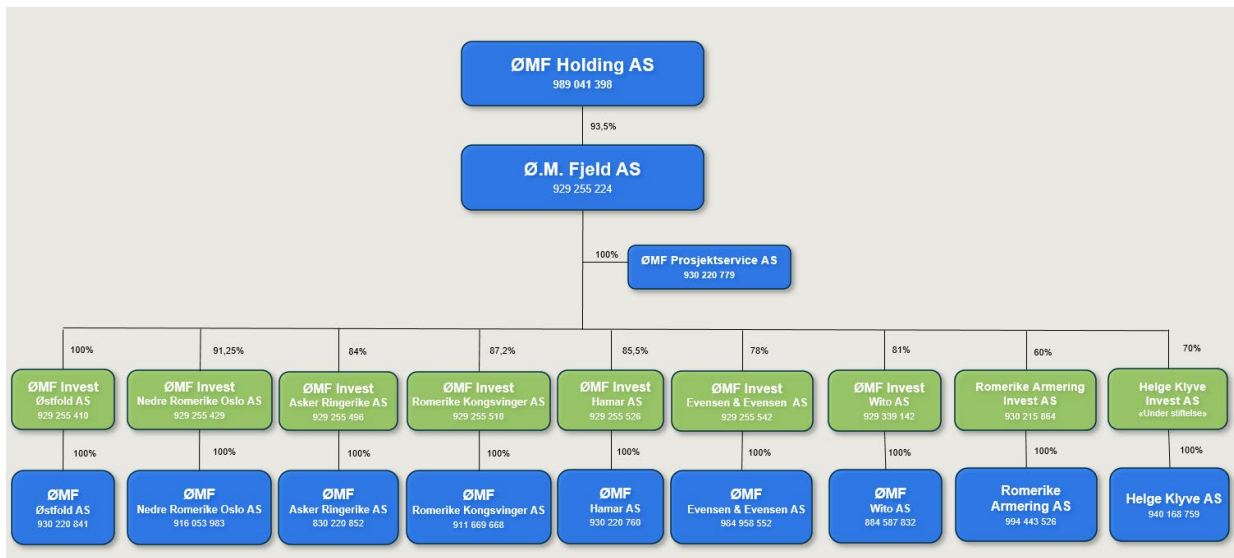 ØMF Holding AS
989 041 398
93,5%
Ø.M. Fjeld AS
929 255 224
100%
ØMF Prosjektservice AS
930 220 779
100%
91,25%
84%
87,2%
85,5%
78%
81%
60%
70%
ØMF Invest
Østfold AS
929 255 410
ØMF Invest
Nedre Romerike Oslo AS
929 255 429
ØMF Invest
Asker Ringerike AS
929 255 496
ØMF Invest
Romerike Kongsvinger AS
929 255 518
ØMF Invest
Hamar AS
929 255 526
ØMF Invest
Evensen & Evensen AS
929 255 542
ØMF Invest
Wito AS
929 339 142
Romerike Armering
Invest AS
930 215 864
Helge Klyve
Invest AS
«Under stiftelse»
100%
100%
100%
100%
100%
100%
100%
100%
100%
ØMF
Østfold AS
930 220 841
ØMF
Nedre Romerike Oslo AS
916 053 983
ØMF
Asker Ringerike AS
830 220 852
ØMF
Romerike Kongsvinger AS
911 669 668
ØMF
Hamar AS
930 220 760
ØMF
Evensen & Evensen AS
984 958 552
ØMF
Wito AS
884 587 832
Romerike
Armering AS
994 443 526
Helge Klyve AS
940 168 759